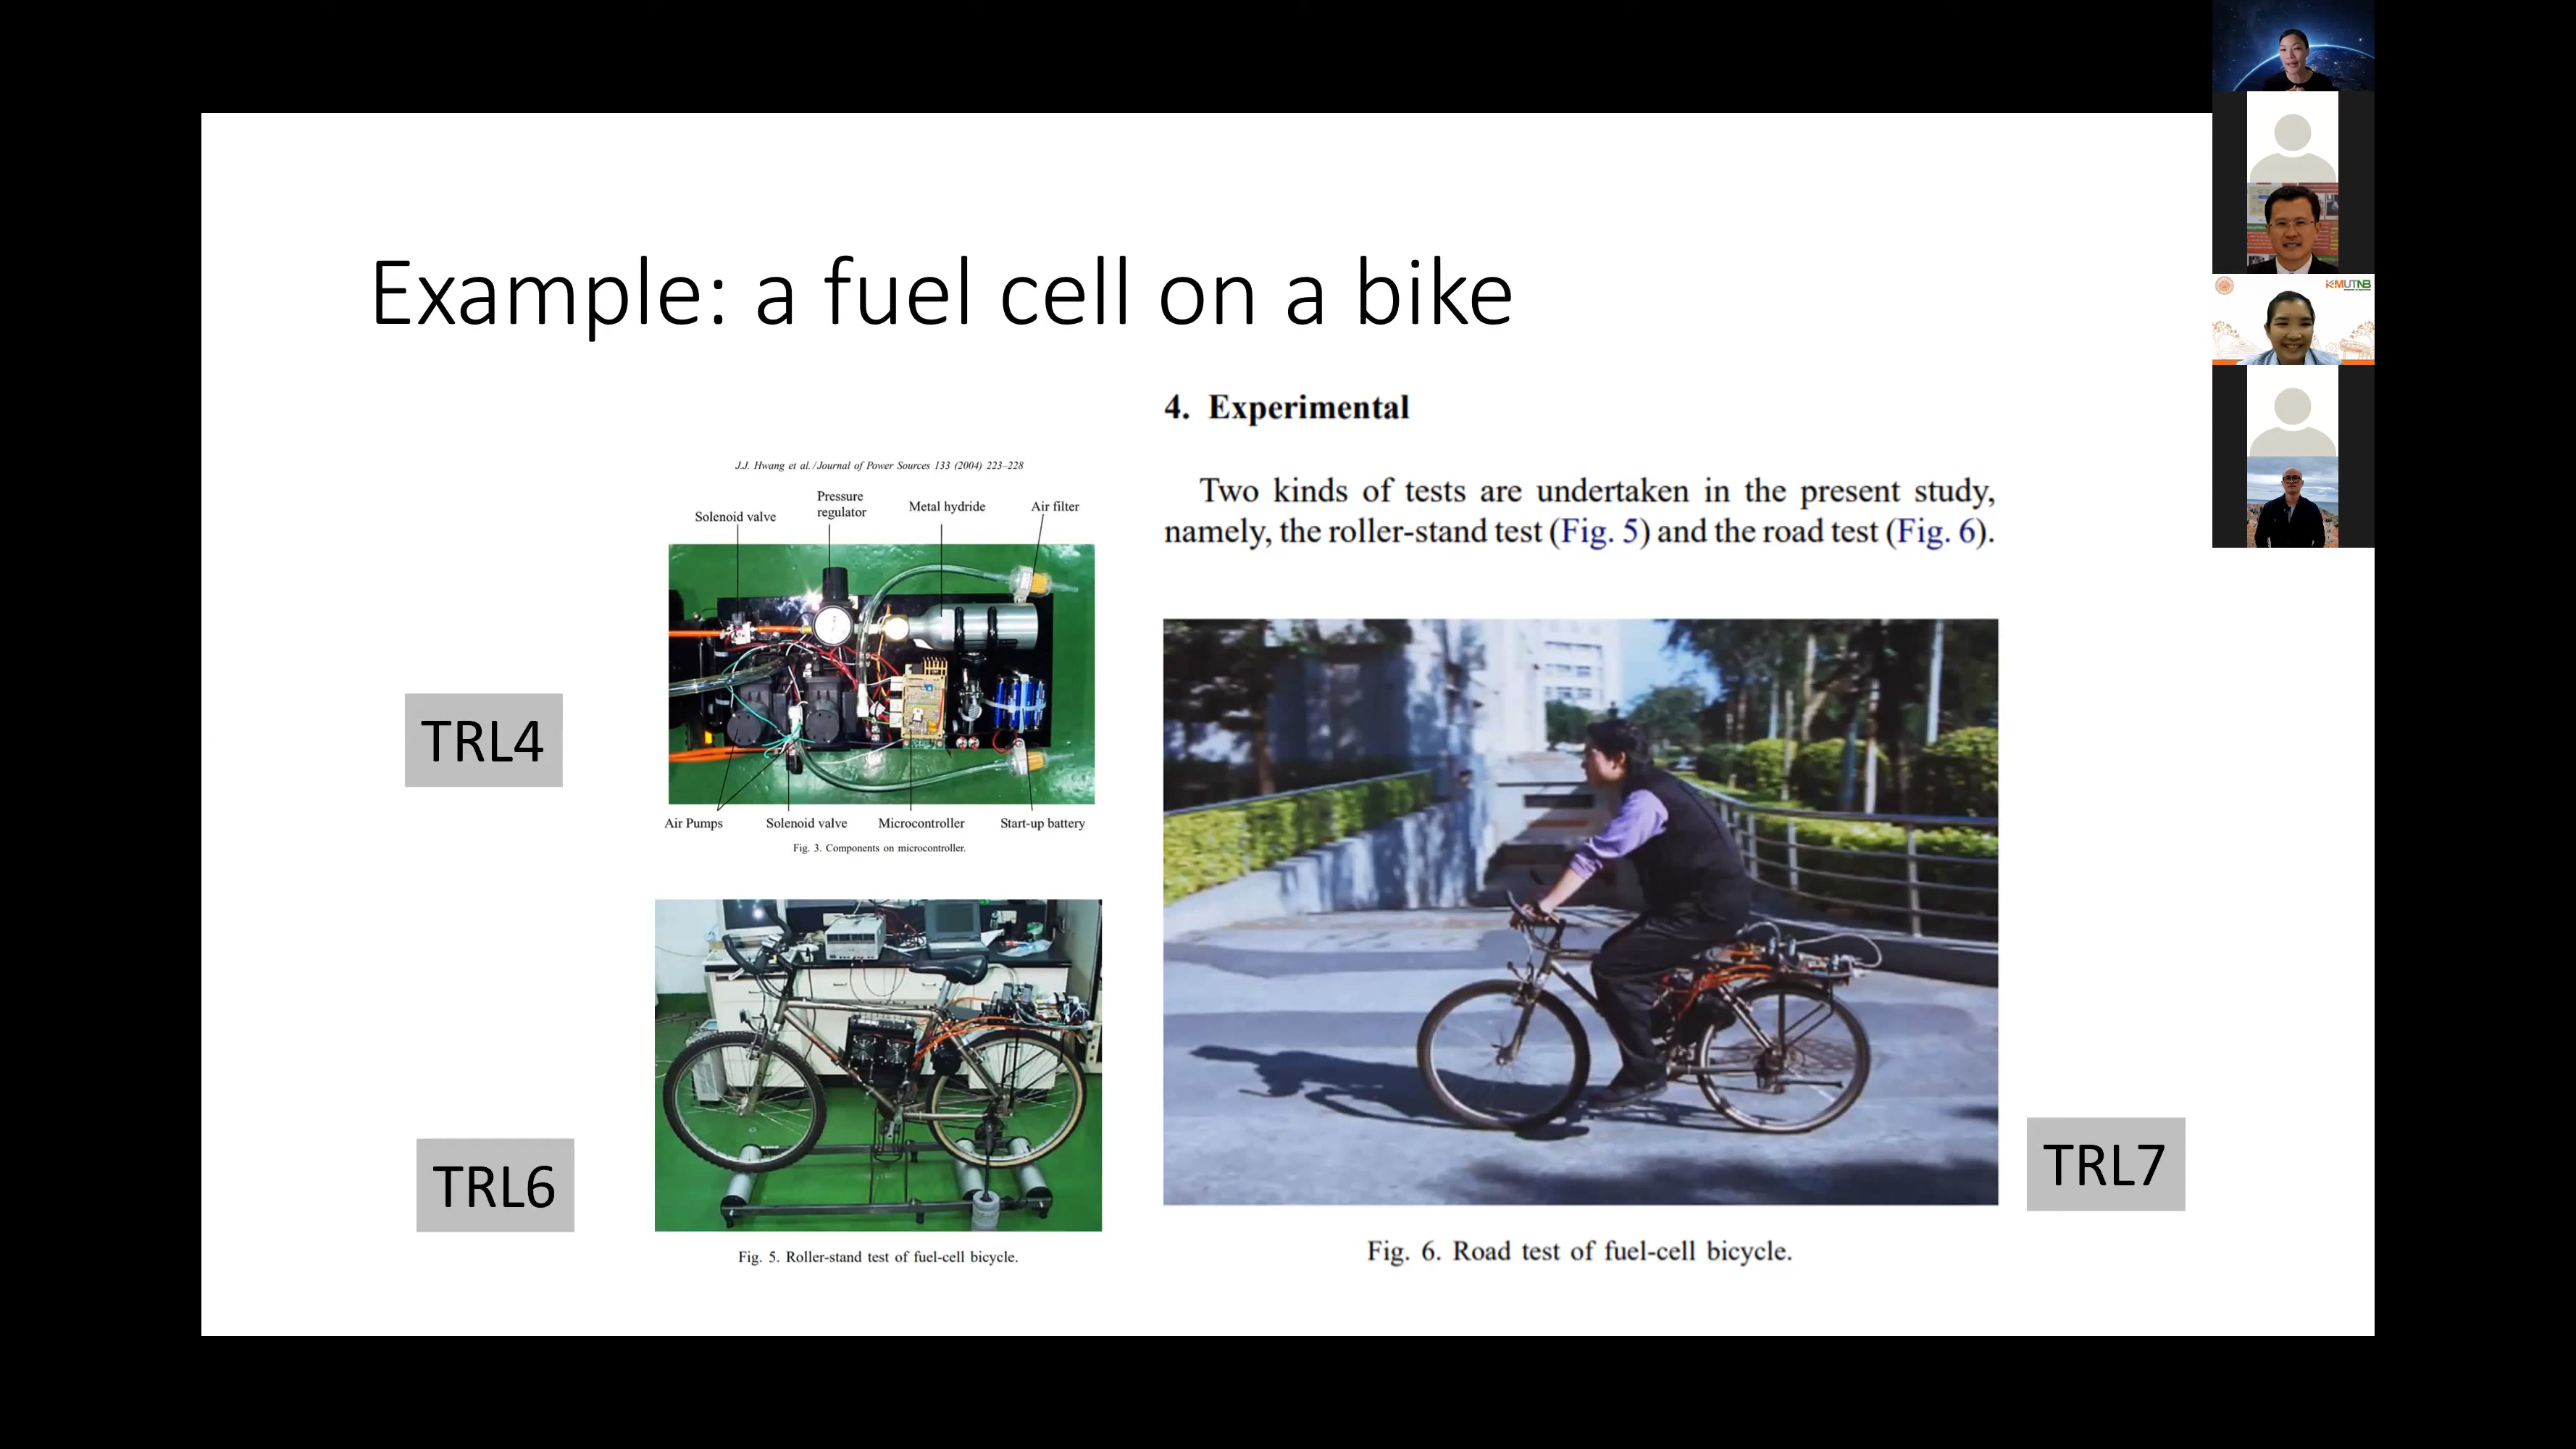 Example: a fuel cell on a bike
J.J. Hwang et al. / Journal of Power Sources 133 (2004) 223–228
Solenoid valve
Pressure
regulator
Metal hydride
Air filter
Air Pumps
Solenoid valve
Microcontroller
Start-up battery
Fig. 3. Components on microcontroller.
TRL4
Fig. 5. Roller-stand test of fuel-cell bicycle.
TRL6
4. Experimental
Two kinds of tests are undertaken in the present study,
namely, the roller-stand test (Fig. 5) and the road test (Fig. 6).
Fig. 6. Road test of fuel-cell bicycle.
TRL7
KMUTNB